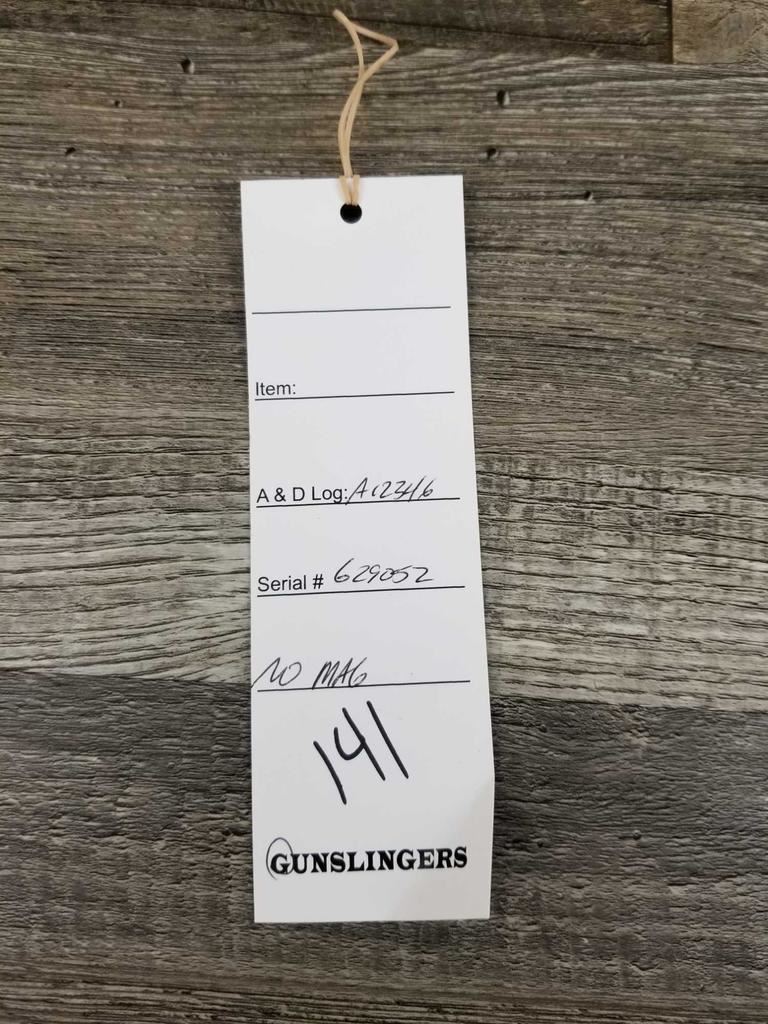 Item:
A & D Log: A12346
Serial # 629052
NO MAG
141
GUNSLINGERS